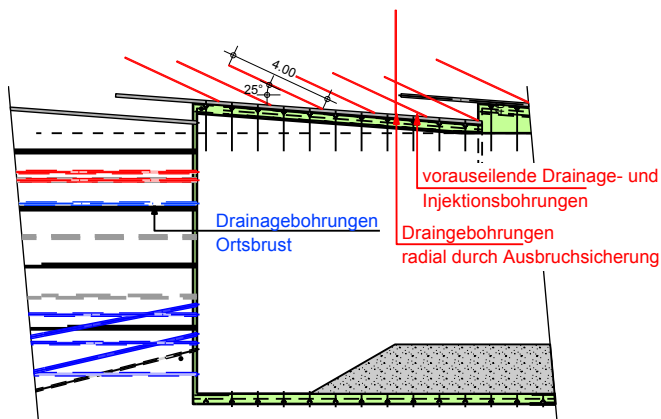 4.00
25°
vorauseilende Drainage- und
Injektionsbohrungen
Drainagebohrungen
Ortsbrust
Draingebohrungen
radial durch Ausbruchsicherung